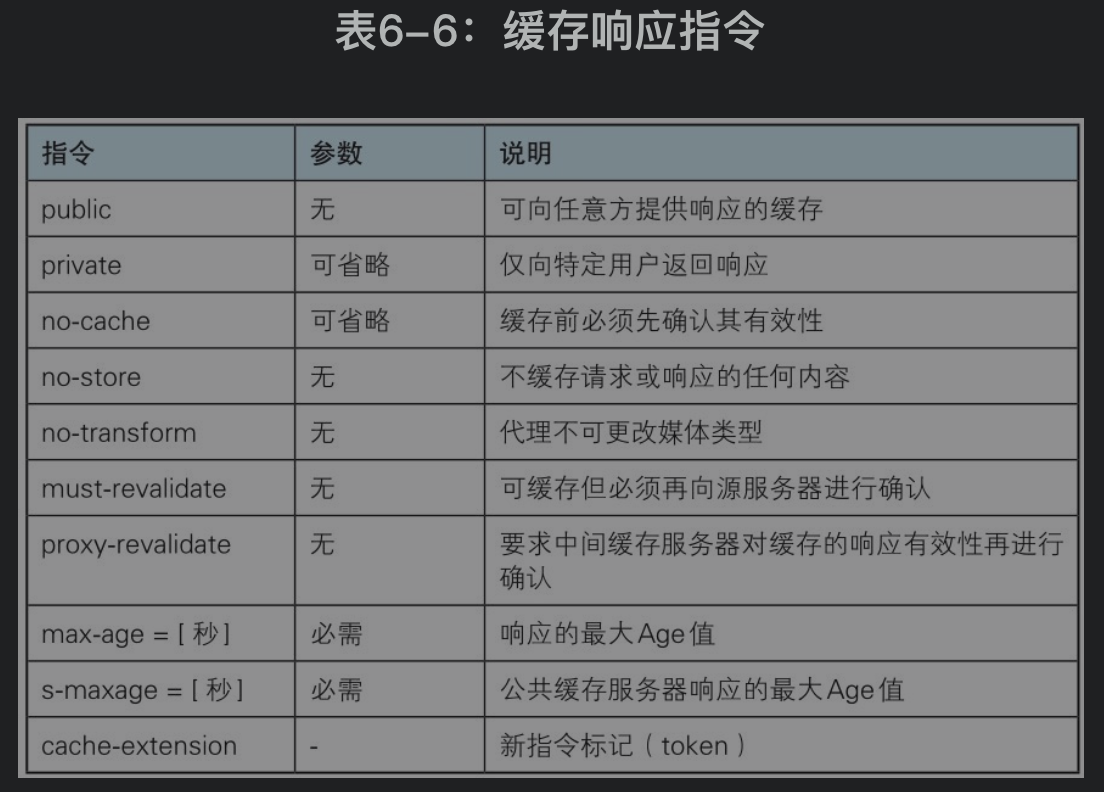 表6–6：缓存响应指令
指令 参数 说明
public 无 可向任意方提供响应的缓存
private 可省略 仅向特定用户返回响应
no-cache 可省略 缓存前必须先确认其有效性
no-store 无 不缓存请求或响应的任何内容
no-transform 无 代理不可更改媒体类型
must-revalidate 无 可缓存但必须再向源服务器进行确认
proxy-revalidate 无 要求中间缓存服务器对缓存的响应有效性再进行
确认
max-age = [ 秒] 必需 响应的最大Age值
s-maxage = [ 秒] 必需 公共缓存服务器响应的最大Age值
cache-extension - 新指令标记（token）